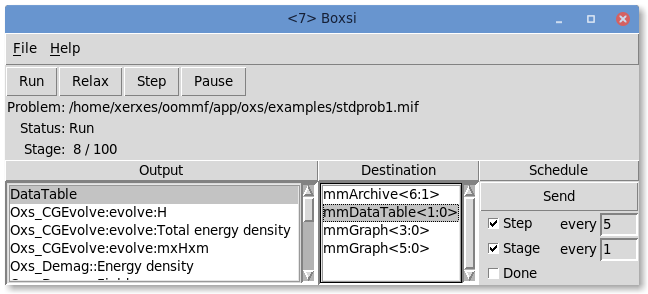 <7> Boxsi
File Help
Run Relax Step Pause
Problem: /home/xerxes/oommf/app/oxs/examples/stdprob1.mif
Status: Run
Stage: 8 / 100
Output Destination Schedule
DataTable
Oxs_CGEvolve:evolve:H
Oxs_CGEvolve:evolve:Total energy density
Oxs_CGEvolve:evolve:mxHxm
Oxs_Demag::Energy density
mmArchive<6:1>
mmDataTable<1:0>
mmGraph<3:0>
mmGraph<5:0>
Send
Step every 5
Stage every 1
Done